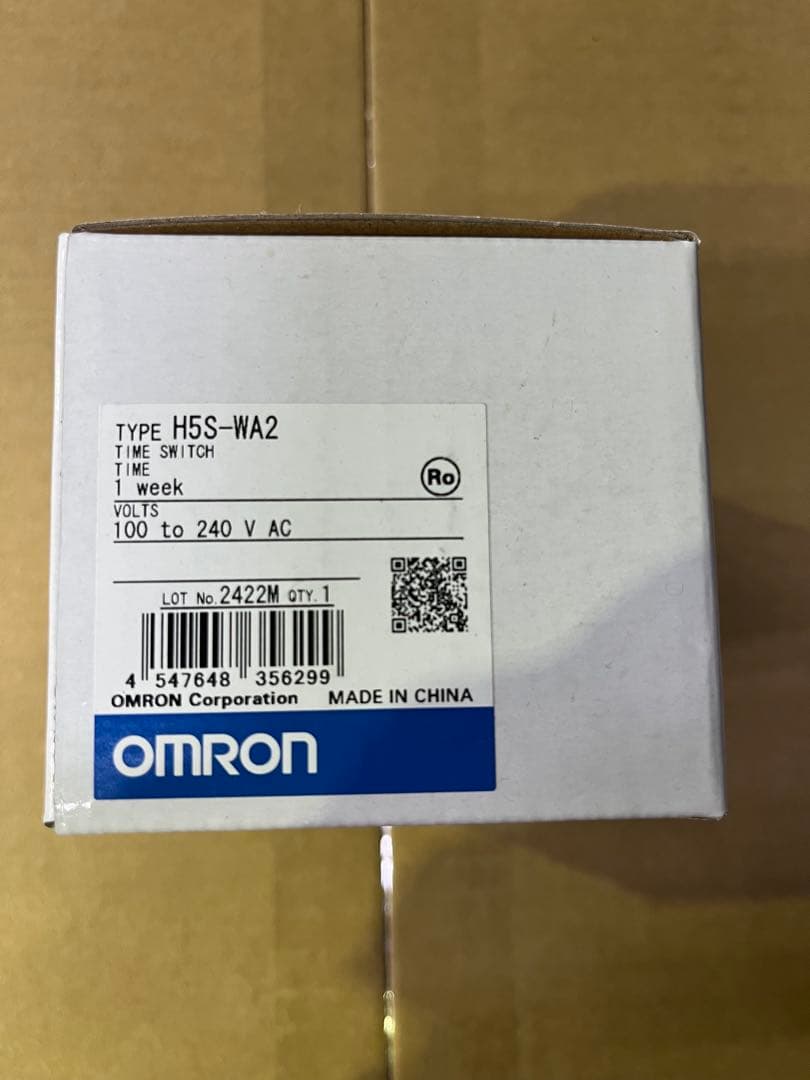 TYPE H5S-WA2
TIME SWITCH
TIME
1 week
Ro
VOLTS
100 to 240 V AC
LOT No. 2422M QTY. 1
4 547648 356299
OMRON Corporation MADE IN CHINA
OMRON